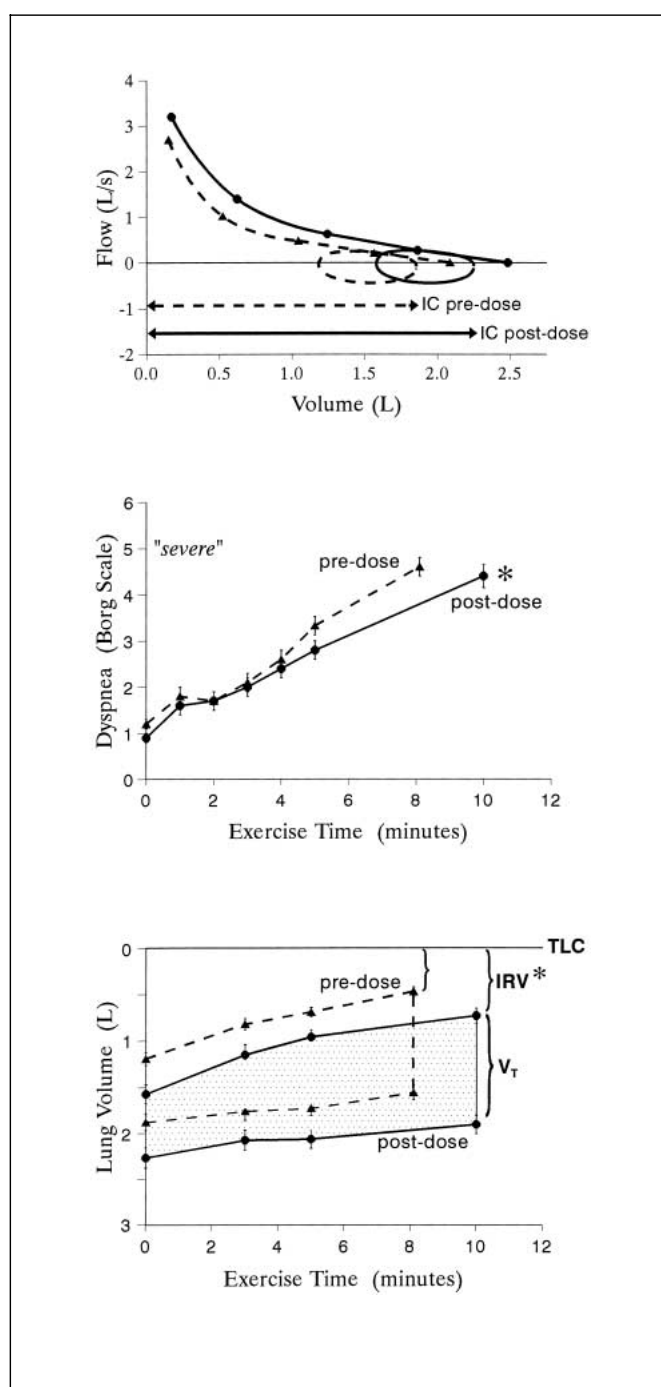 4
3
2
1
0
-1
-2
Flow (L/s)
IC pre-dose
IC post-dose
0.0 0.5 1.0 1.5 2.0 2.5
Volume (L)
6
5
4
3
2
1
0
Dyspnea (Borg Scale)
"severe"
pre-dose
*
post-dose
0 2 4 6 8 10 12
Exercise Time (minutes)
0
1
2
3
Lung Volume (L)
TLC
pre-dose
IRV *
VT
post-dose
0 2 4 6 8 10 12
Exercise Time (minutes)